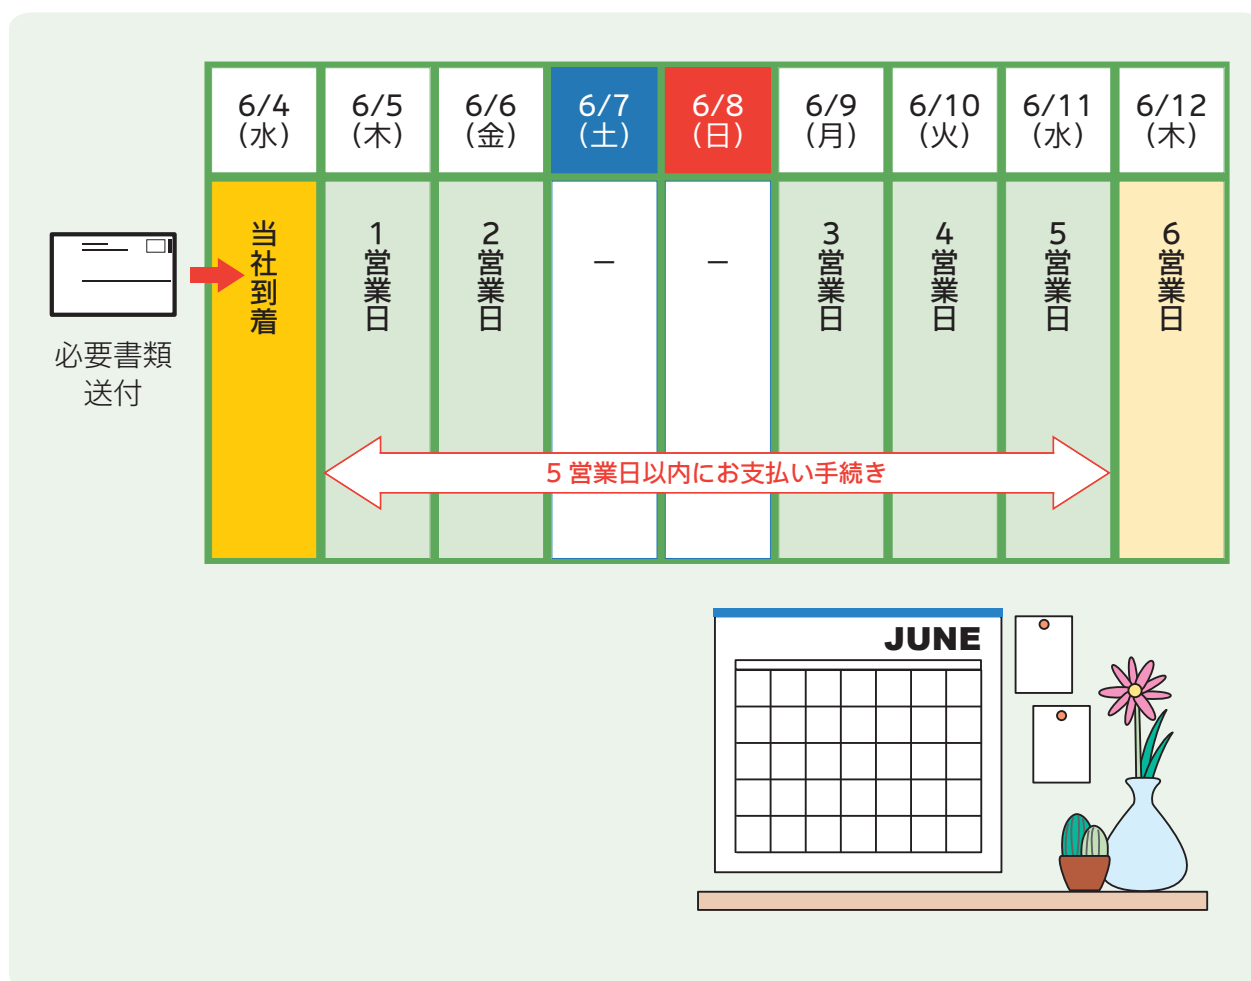 6/4
(水)
6/5
(木)
6/6
(金)
6/7
(土)
6/8
(日)
6/9
(月)
6/10
(火)
6/11
(水)
6/12
(木)
当社到着
1営業日
2営業日
－
－
3営業日
4営業日
5営業日
6営業日
必要書類
送付
5営業日以内にお支払い手続き
JUNE